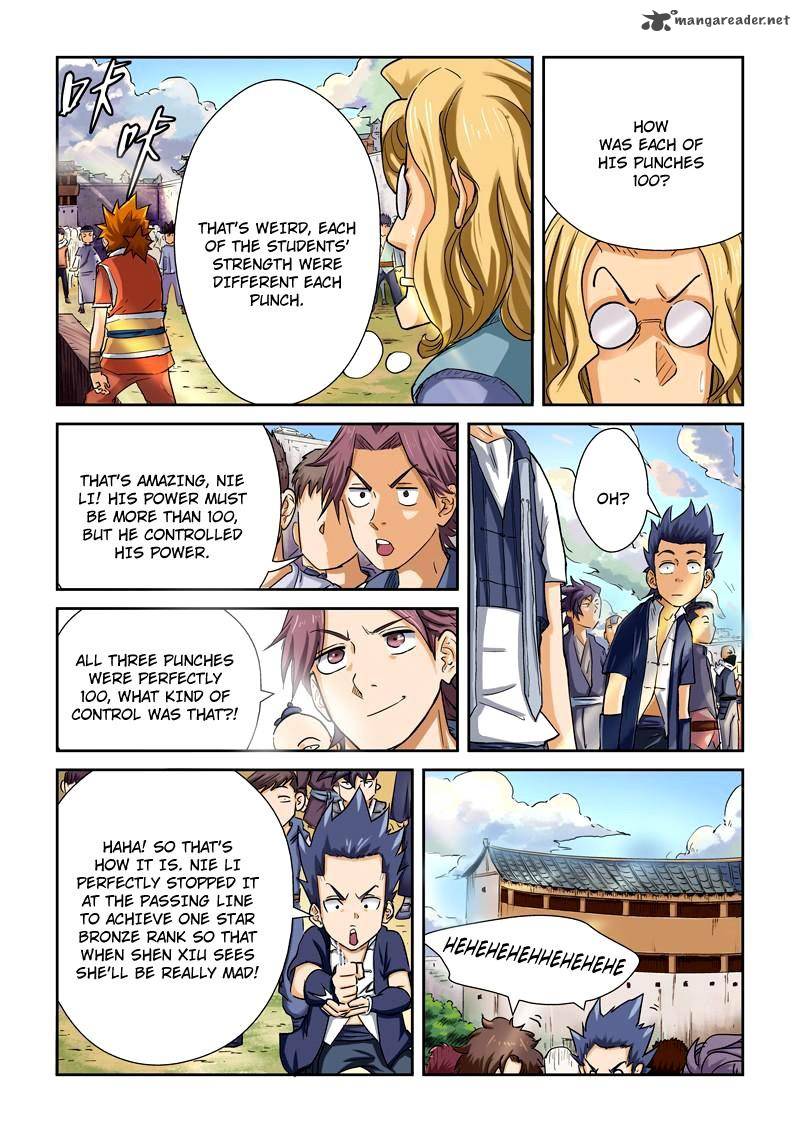 mangareader.net
咔
咔
THAT'S WEIRD, EACH
OF THE STUDENTS'
STRENGTH WERE
DIFFERENT EACH
PUNCH.
HOW
WAS EACH OF
HIS PUNCHES
100?
THAT'S AMAZING, NIE
LI! HIS POWER MUST
BE MORE THAN 100,
BUT HE CONTROLLED
HIS POWER.
OH?
ALL THREE PUNCHES
WERE PERFECTLY
100, WHAT KIND OF
CONTROL WAS THAT?!
HAHA! SO THAT'S
HOW IT IS. NIE LI
PERFECTLY STOPPED IT
AT THE PASSING LINE
TO ACHIEVE ONE STAR
BRONZE RANK SO THAT
WHEN SHEN XIU SEES
SHE'LL BE REALLY MAD!
HEHEHEHEHHEHEHEHE